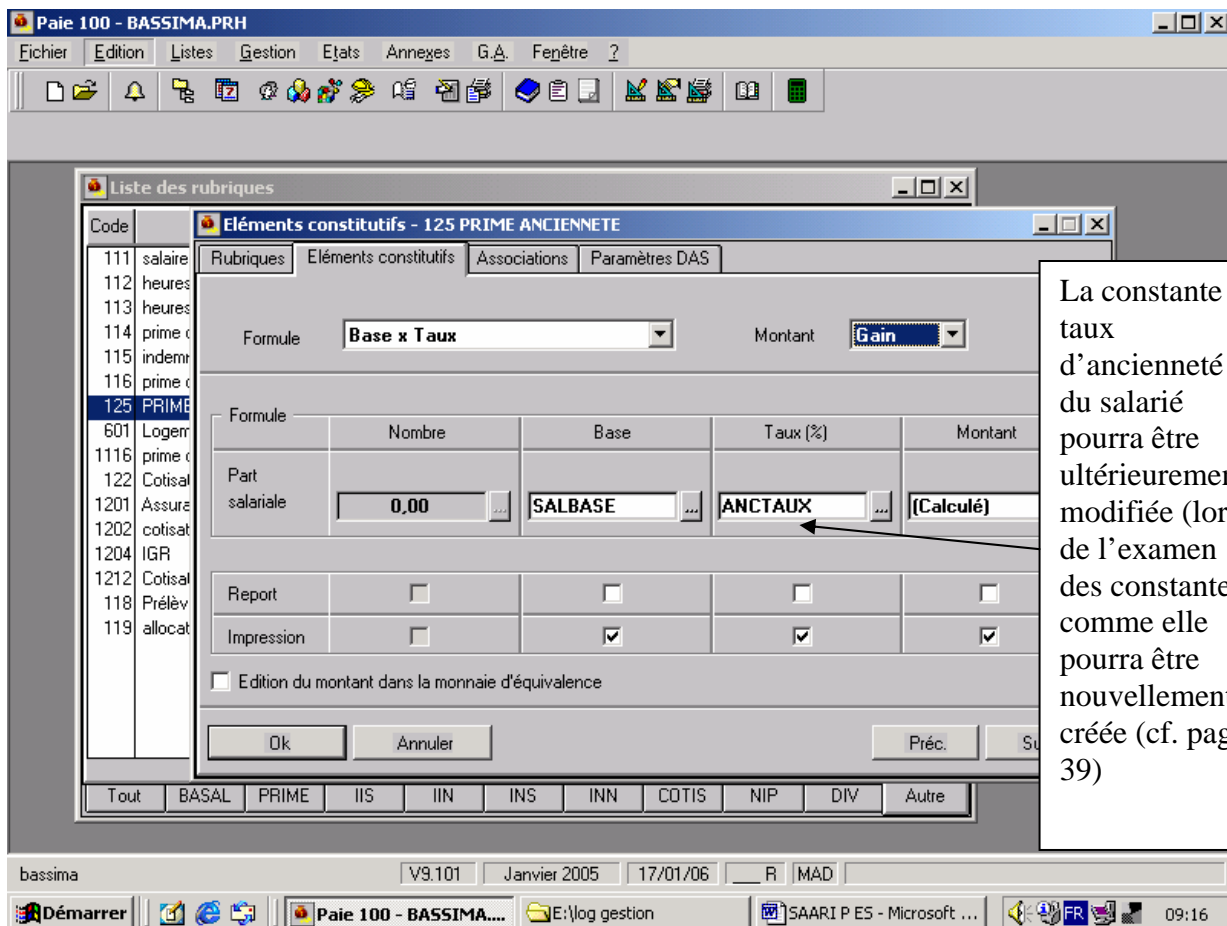 Paie 100 - BASSIMA.PRH
Fichier Edition Listes Gestion Etats Annexes G.A. Fenêtre ?
Liste des rubriques
Code
Eléments constitutifs - 125 PRIME ANCIENNETE
Rubriques Eléments constitutifs Associations Paramètres DAS
111 salaire
112 heures
113 heures
114 prime d
115 indemn
116 prime d
125 PRIME
601 Logem
1116 prime d
122 Cotisat
1201 Assura
1202 cotisat
1204 IGR
1212 Cotisat
118 Prélèv
119 allocat
Formule Base x Taux Montant Gain
Formule Nombre Base Taux (%) Montant
Part
salariale 0,00 ... SALBASE ... ANCTAUX ... (Calculé)
Report
Impression
Edition du montant dans la monnaie d'équivalence
Ok Annuler Préc. Su
Tout BASAL PRIME IIS IIN INS INN COTIS NIP DIV Autre
La constante
taux
d’ancienneté
du salarié
pourra être
ultérieuremen
modifiée (lor
de l’examen
des constante
comme elle
pourra être
nouvellement
créée (cf. pag
39)
bassima V9.101 Janvier 2005 17/01/06 ___ R MAD
Démarrer Paie 100 - BASSIMA.... E:\log gestion SAARI P ES - Microsoft ... FR 09:16